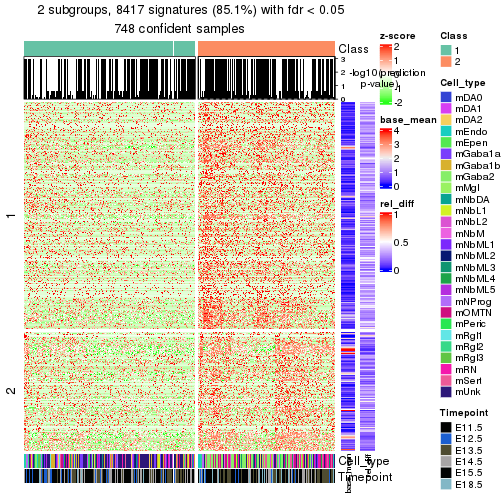 2 subgroups, 8417 signatures (85.1%) with fdr < 0.05
748 confident samples
Class
3
2
1
0
-log10(prediction
p-value)
1
2
Cell_type
Timepoint
base_mean
rel_diff
z-score
2
1
0
-1
-2
base_mean
4
3
2
1
0
rel_diff
1
0.5
0
Class
1
2
Cell_type
mDA0
mDA1
mDA2
mEndo
mEpen
mGaba1a
mGaba1b
mGaba2
mMgl
mNbDA
mNbL1
mNbL2
mNbM
mNbML1
mNbML2
mNbML3
mNbML4
mNbML5
mNProg
mOMTN
mPeric
mRgl1
mRgl2
mRgl3
mRN
mSert
mUnk
Timepoint
E11.5
E12.5
E13.5
E14.5
E15.5
E18.5